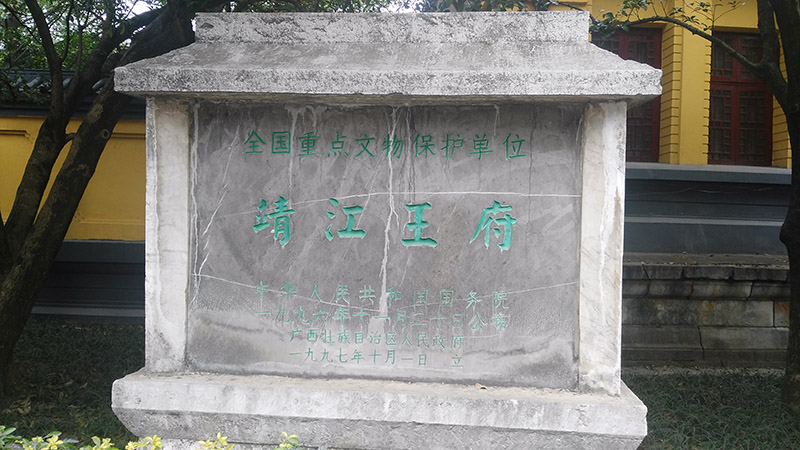 全国重点文物保护单位
靖江王府
中华人民共和国国务院
一九九六年十一月二十日公布
广西壮族自治区人民政府
一九九七年十月一日 立